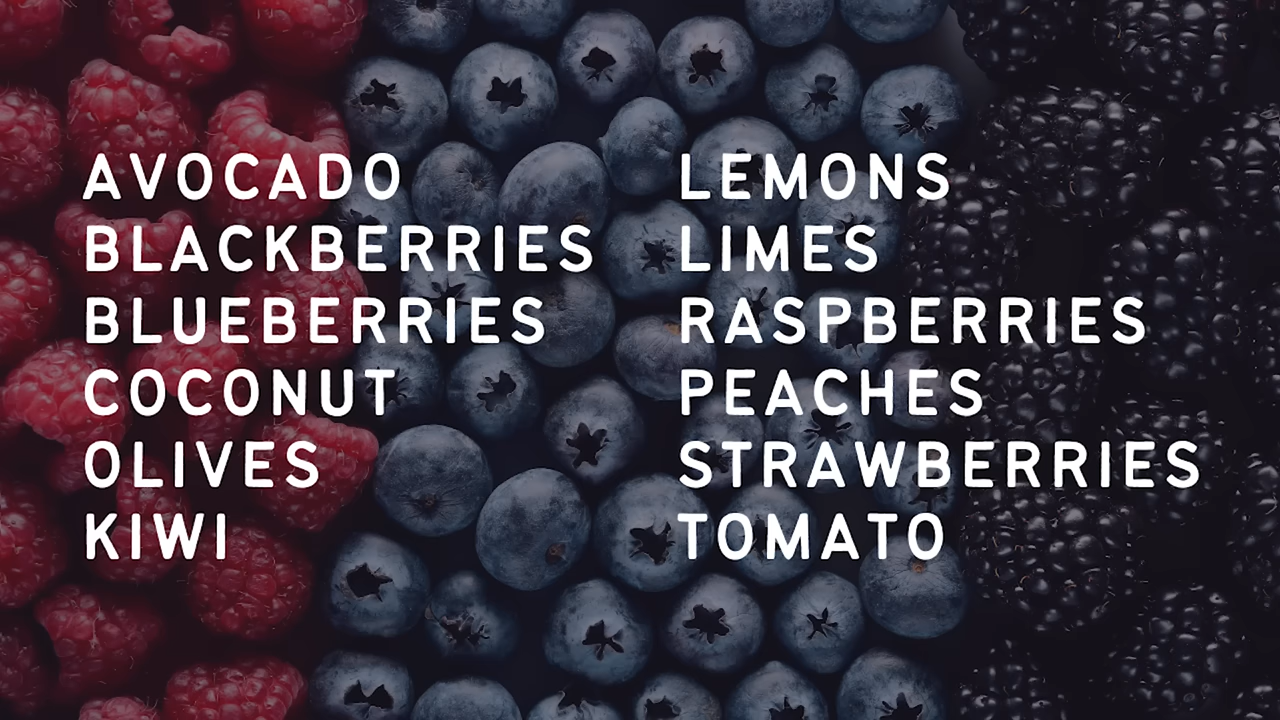 AVOCADO
BLACKBERRIES
BLUEBERRIES
COCONUT
OLIVES
KIWI
LEMONS
LIMES
RASPBERRIES
PEACHES
STRAWBERRIES
TOMATO